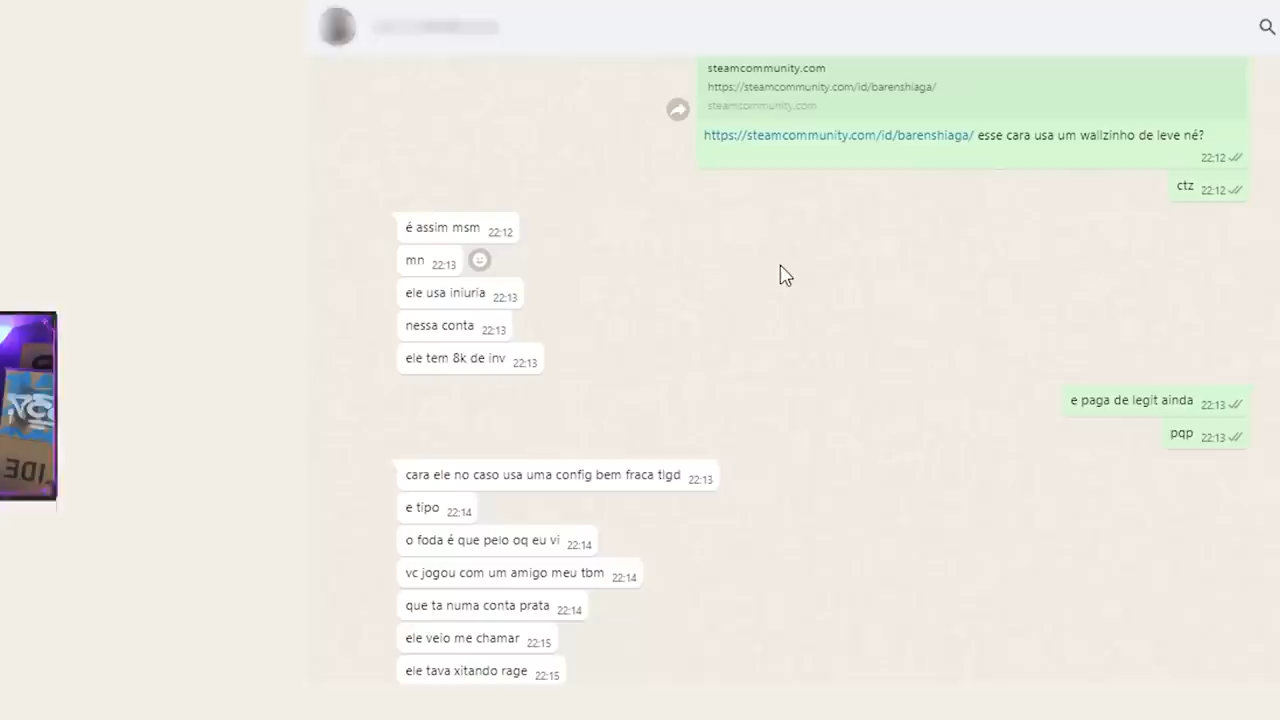 steamcommunity.com
https://steamcommunity.com/id/barenshiaga/
steamcommunity.com
https://steamcommunity.com/id/barenshiaga/ esse cara usa um wallzinho de leve né?
22:12
ctz 22:12
é assim msm 22:12
mn 22:13
ele usa iniuria 22:13
nessa conta 22:13
ele tem 8k de inv 22:13
e paga de legit ainda 22:13
pqp 22:13
cara ele no caso usa uma config bem fraca tlgd 22:13
e tipo 22:14
o foda é que pelo oq eu vi 22:14
vc jogou com um amigo meu tbm 22:14
que ta numa conta prata 22:14
ele veio me chamar 22:15
ele tava xitando rage 22:15